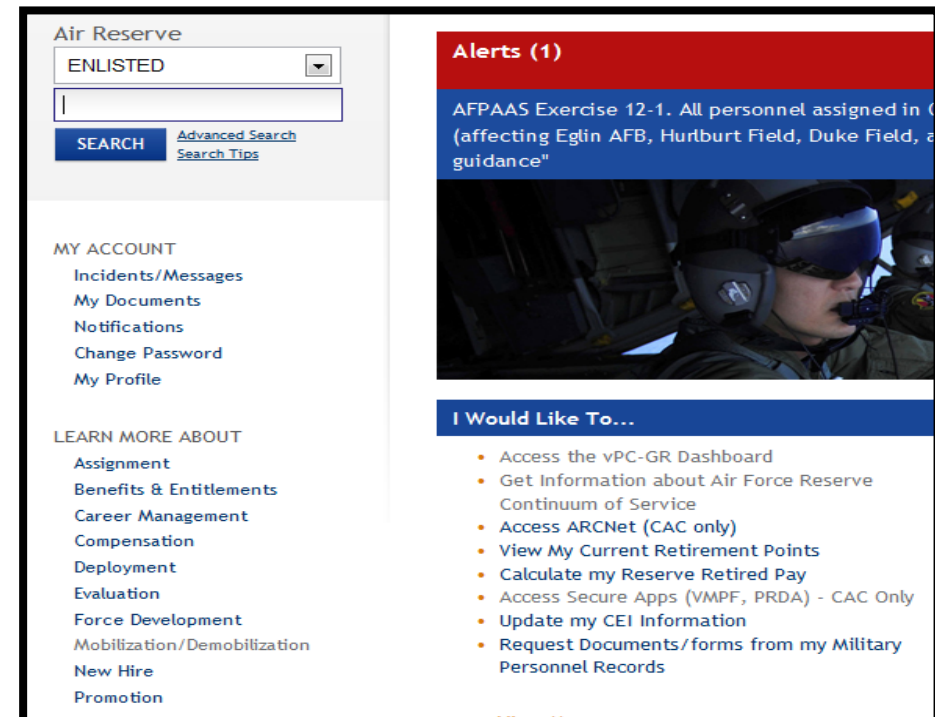 Air Reserve
ENLISTED
SEARCH
Advanced Search
Search Tips
MY ACCOUNT
Incidents/Messages
My Documents
Notifications
Change Password
My Profile
LEARN MORE ABOUT
Assignment
Benefits & Entitlements
Career Management
Compensation
Deployment
Evaluation
Force Development
Mobilization/Demobilization
New Hire
Promotion
Alerts (1)
AFPAAS Exercise 12-1. All personnel assigned in
(affecting Eglin AFB, Hurlburt Field, Duke Field,
guidance"
I Would Like To...
• Access the vPC-GR Dashboard
• Get Information about Air Force Reserve
Continuum of Service
• Access ARCNet (CAC only)
• View My Current Retirement Points
• Calculate my Reserve Retired Pay
• Access Secure Apps (VMPF, PRDA) - CAC Only
• Update my CEI Information
• Request Documents/forms from my Military
Personnel Records